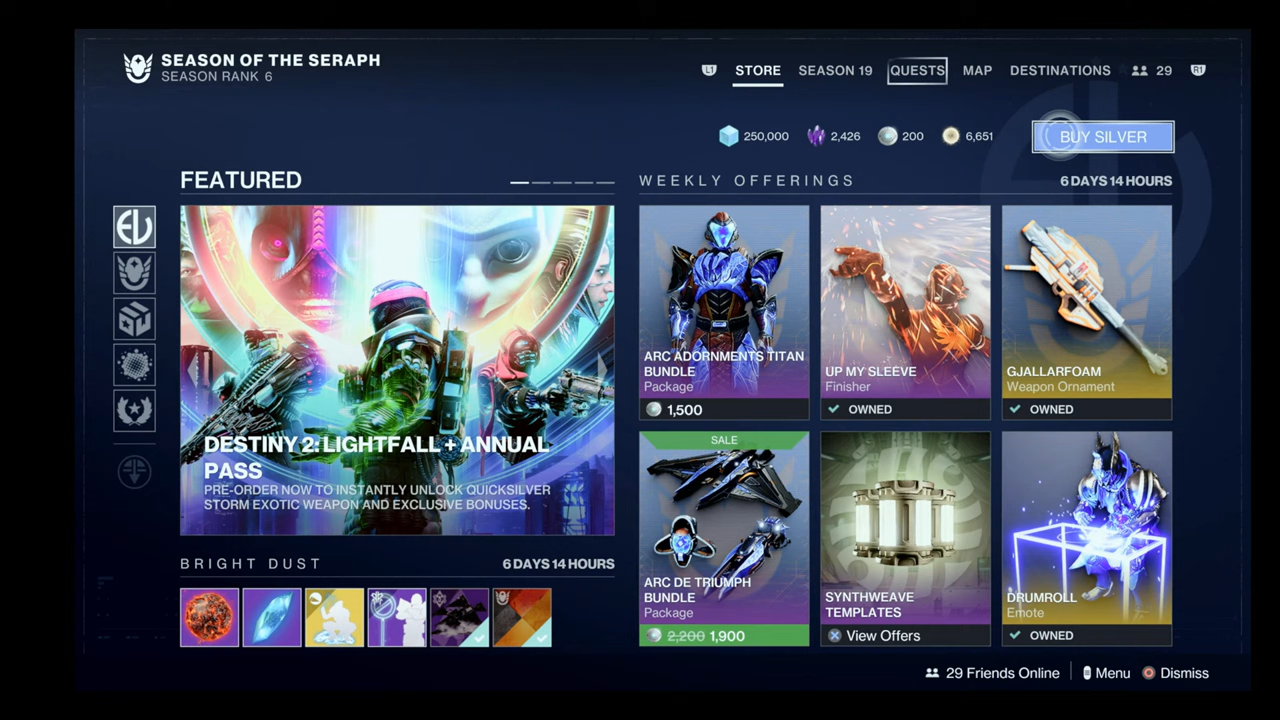 SEASON OF THE SERAPH
SEASON RANK 6
L1
STORE
SEASON 19
QUESTS
MAP
DESTINATIONS
29
R1
250,000
2,426
200
6,651
BUY SILVER
FEATURED
WEEKLY OFFERINGS
6 DAYS 14 HOURS
DESTINY 2: LIGHTFALL + ANNUAL
PASS
PRE-ORDER NOW TO INSTANTLY UNLOCK QUICKSILVER
STORM EXOTIC WEAPON AND EXCLUSIVE BONUSES.
ARC ADORNMENTS TITAN
BUNDLE
Package
1,500
UP MY SLEEVE
Finisher
OWNED
GJALLARFOAM
Weapon Ornament
OWNED
SALE
ARC DE TRIUMPH
BUNDLE
Package
2,200 1,900
SYNTHWEAVE
TEMPLATES
View Offers
DRUMROLL
Emote
OWNED
BRIGHT DUST
6 DAYS 14 HOURS
29 Friends Online
Menu
Dismiss